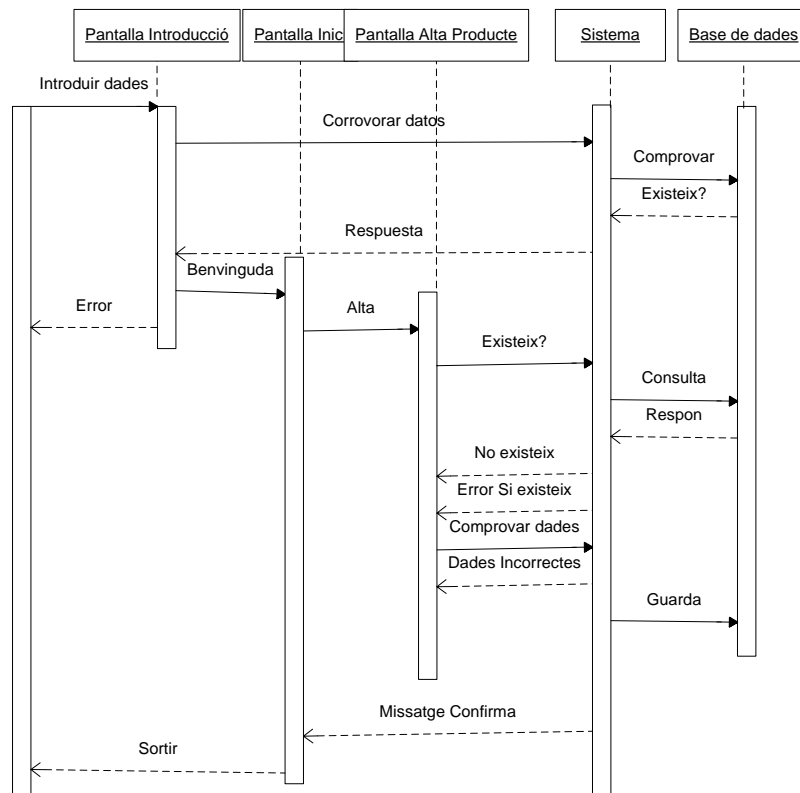 Pantalla Introducció
Pantalla Inic
Pantalla Alta Producte
Sistema
Base de dades
Introduir dades
Corrovorar datos
Comprovar
Existeix?
Respuesta
Benvinguda
Error
Alta
Existeix?
Consulta
Respon
No existeix
Error Si existeix
Comprovar dades
Dades Incorrectes
Guarda
Missatge Confirma
Sortir